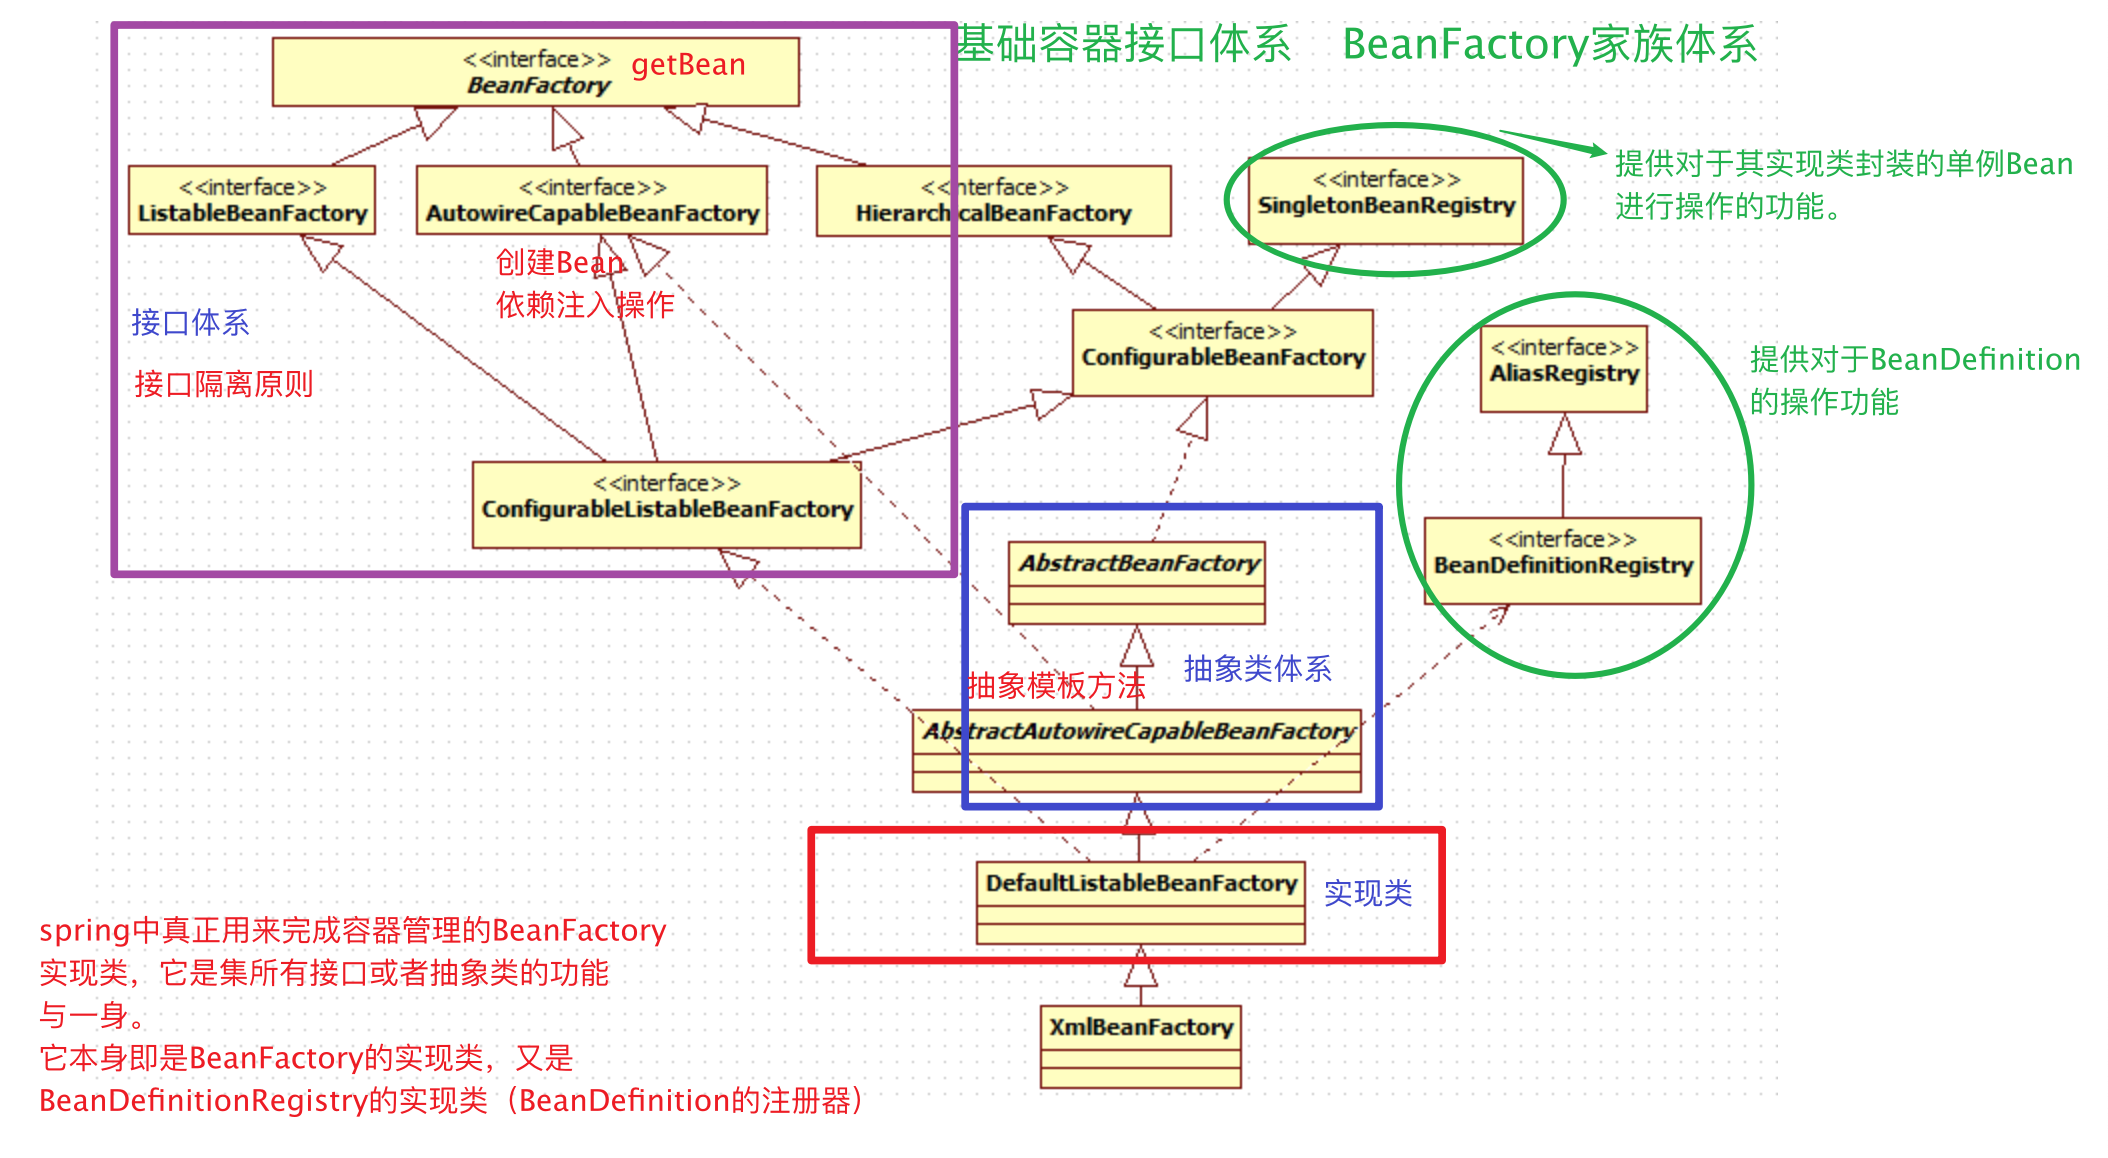 基础容器接口体系 BeanFactory家族体系
<<interface>>
BeanFactory
getBean
<<interface>>
ListableBeanFactory
<<interface>>
AutowireCapableBeanFactory
<<interface>>
HierarchicalBeanFactory
<<interface>>
SingletonBeanRegistry
提供对于其实现类封装的单例Bean
进行操作的功能。
创建Bean
依赖注入操作
接口体系
接口隔离原则
<<interface>>
ConfigurableBeanFactory
<<interface>>
AliasRegistry
提供对于BeanDefinition
的操作功能
<<interface>>
ConfigurableListableBeanFactory
AbstractBeanFactory
<<interface>>
BeanDefinitionRegistry
抽象类体系
抽象模板方法
AbstractAutowireCapableBeanFactory
DefaultListableBeanFactory
实现类
spring中真正用来完成容器管理的BeanFactory
实现类，它是集所有接口或者抽象类的功能
与一身。
它本身即是BeanFactory的实现类，又是
BeanDefinitionRegistry的实现类（BeanDefinition的注册器）
XmlBeanFactory